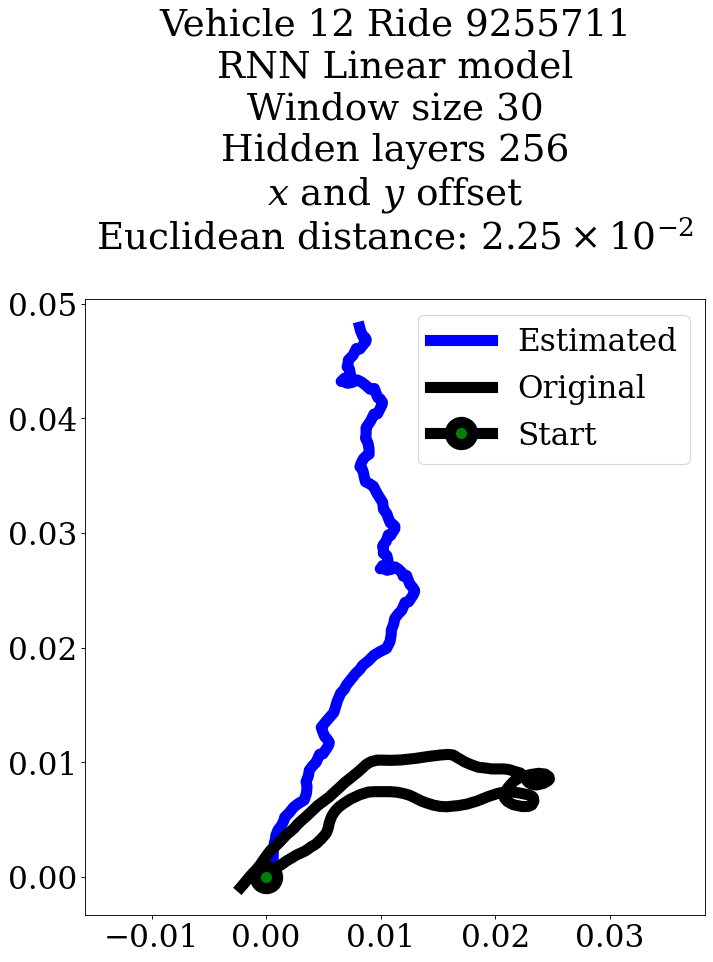 Vehicle 12 Ride 9255711
RNN Linear model
Window size 30
Hidden layers 256
x and y offset
Euclidean distance: 2.25 × 10⁻²
0.05
Estimated
Original
Start
0.04
0.03
0.02
0.01
0.00
−0.01 0.00 0.01 0.02 0.03